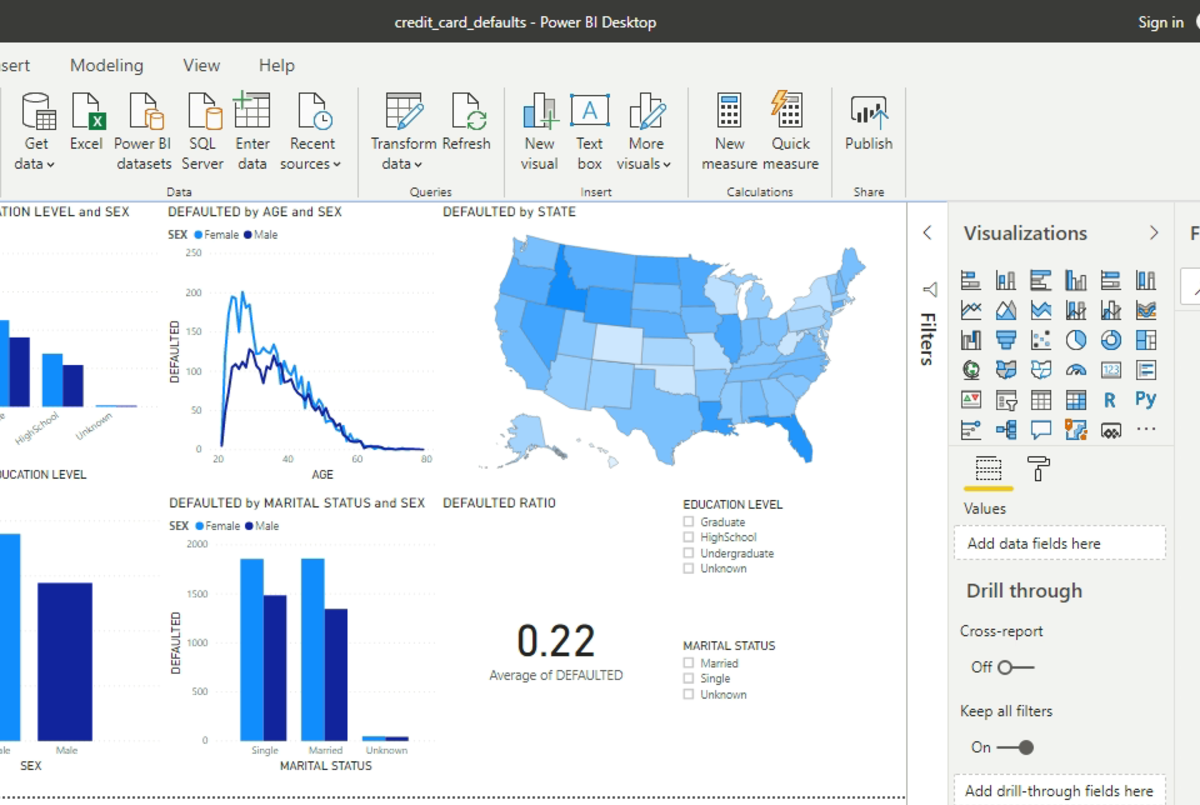 credit_card_defaults - Power BI Desktop
Sign in
sert Modeling View Help
Get data
Excel
Power BI datasets
SQL Server
Enter data
Recent sources
Transform data
Refresh
New visual
Text box
More visuals
New measure
Quick measure
Publish
Data
Queries
Insert
Calculations
Share
TION LEVEL and SEX
HighSchool
Unknown
UCATION LEVEL
DEFAULTED by AGE and SEX
SEX Female Male
250
200
150
100
50
0
DEFAULTED
20 40 60 80
AGE
DEFAULTED by STATE
ale Male
SEX
DEFAULTED by MARITAL STATUS and SEX
SEX Female Male
2000
1500
1000
500
0
DEFAULTED
Single Married Unknown
MARITAL STATUS
DEFAULTED RATIO
0.22
Average of DEFAULTED
EDUCATION LEVEL
Graduate
HighSchool
Undergraduate
Unknown
MARITAL STATUS
Married
Single
Unknown
Filters
Visualizations
F
123
R
Py
Values
Add data fields here
Drill through
Cross-report
Off
Keep all filters
On
Add drill-through fields here